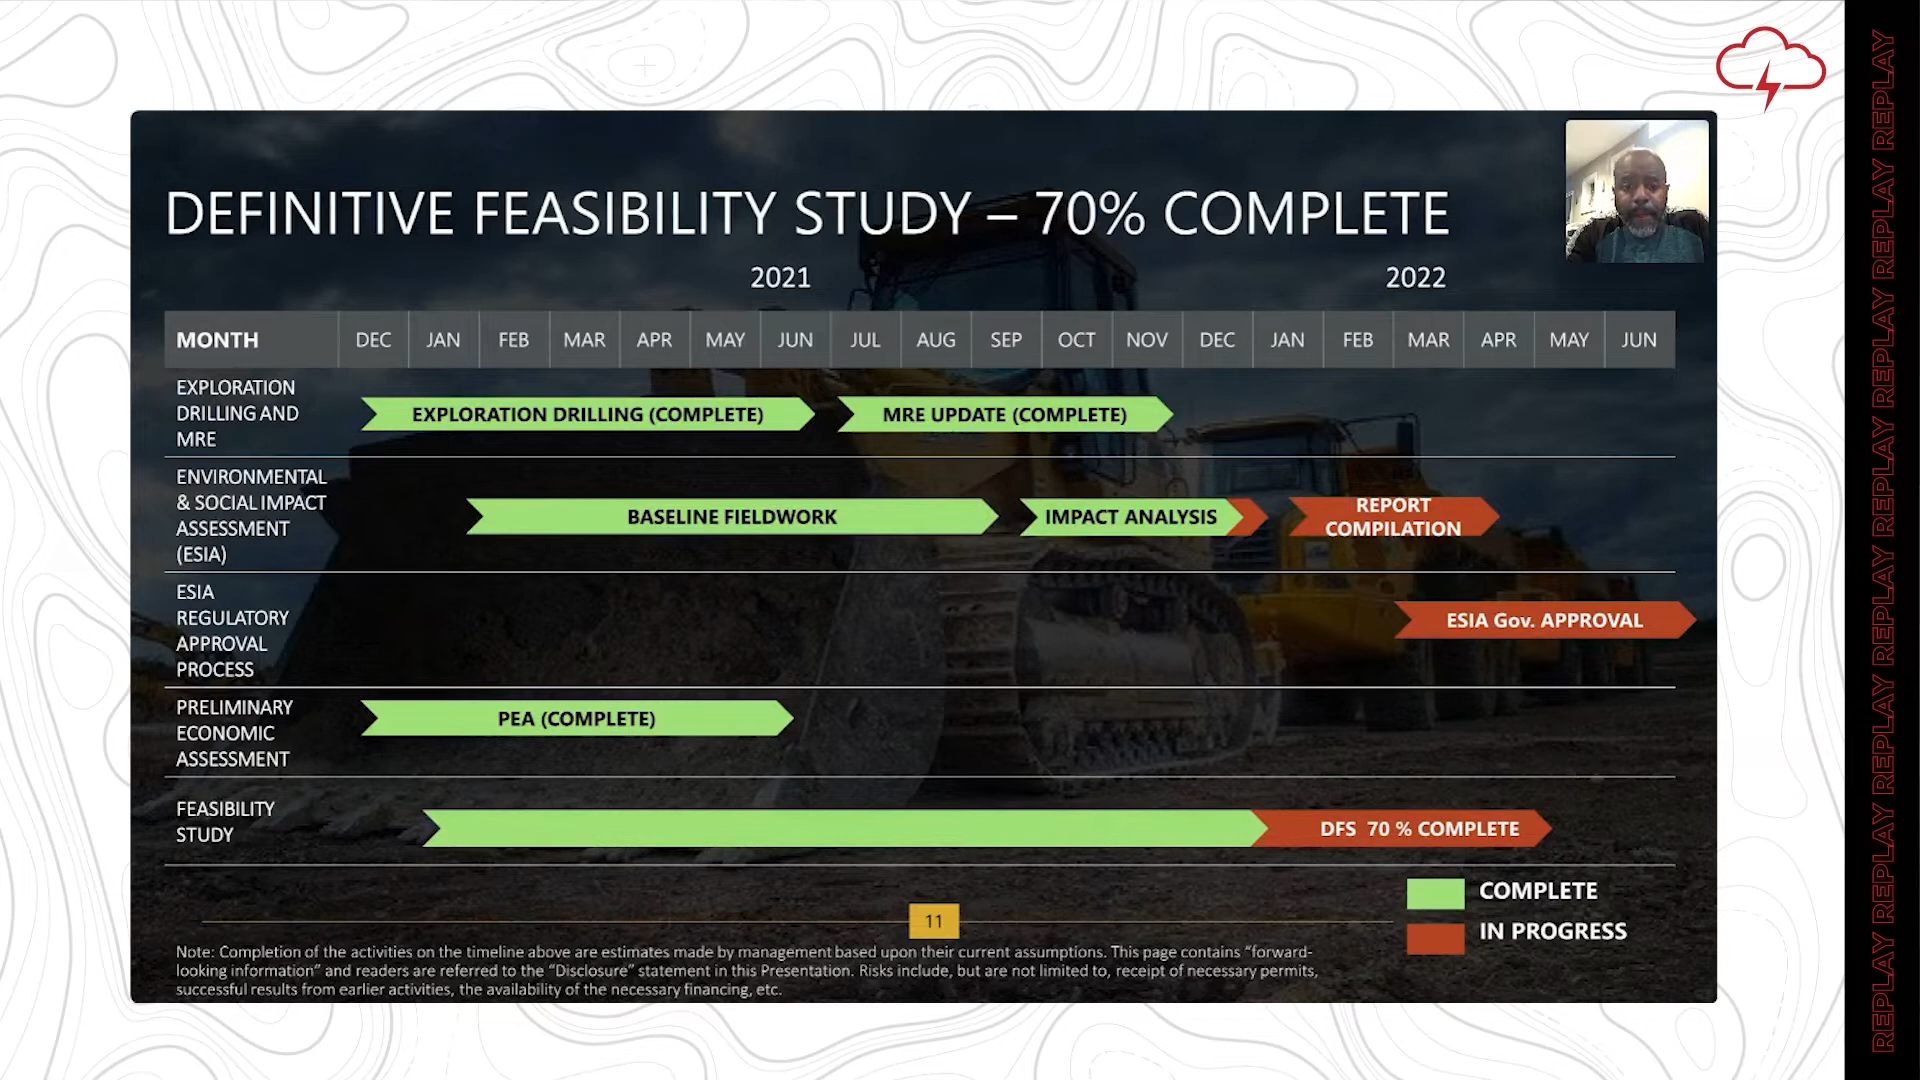 DEFINITIVE FEASIBILITY STUDY – 70% COMPLETE
2021
2022
MONTH DEC JAN FEB MAR APR MAY JUN JUL AUG SEP OCT NOV DEC JAN FEB MAR APR MAY JUN
EXPLORATION
DRILLING AND
MRE
EXPLORATION DRILLING (COMPLETE)
MRE UPDATE (COMPLETE)
ENVIRONMENTAL
& SOCIAL IMPACT
ASSESSMENT
(ESIA)
BASELINE FIELDWORK
IMPACT ANALYSIS
REPORT
COMPILATION
ESIA
REGULATORY
APPROVAL
PROCESS
ESIA Gov. APPROVAL
PRELIMINARY
ECONOMIC
ASSESSMENT
PEA (COMPLETE)
FEASIBILITY
STUDY
DFS 70 % COMPLETE
COMPLETE
IN PROGRESS
11
Note: Completion of the activities on the timeline above are estimates made by management based upon their current assumptions. This page contains “forward-
looking information” and readers are referred to the “Disclosure” statement in this Presentation. Risks include, but are not limited to, receipt of necessary permits,
successful results from earlier activities, the availability of the necessary financing, etc.
REPLAY REPLAY REPLAY REPLAY REPLAY REPLAY REPLAY REPLAY